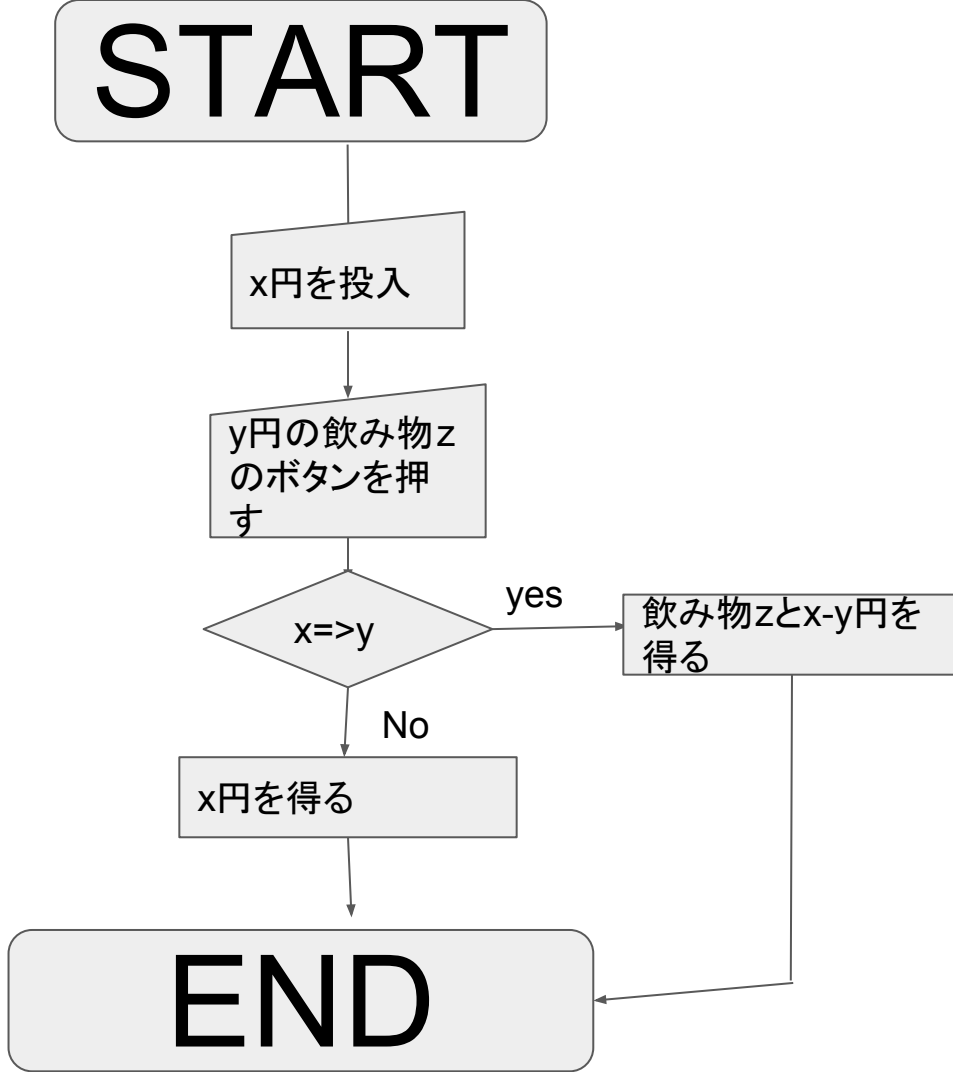 START
x円を投入
y円の飲み物z
のボタンを押
す
x=>y
yes
飲み物zとx-y円を
得る
No
x円を得る
END